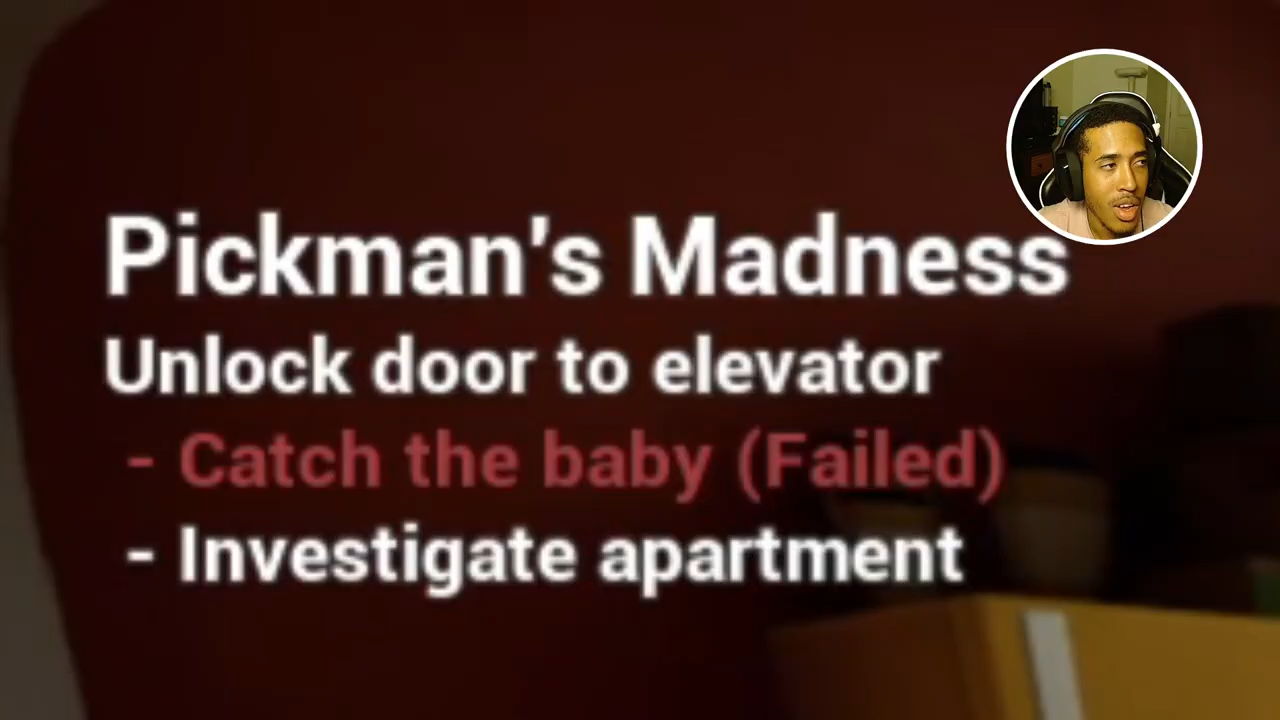 Pickman's Madness
Unlock door to elevator
- Catch the baby (Failed)
- Investigate apartment